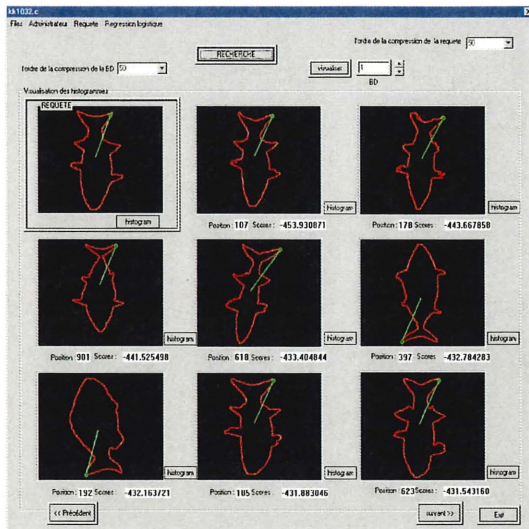 kk1032.c
Files Administrateur Requete Regression logistique
l'ordre de la compression de la requete 50
RECHERCHE
l'ordre de la compression de la BD 50
visualiser 1
BD
Visualisation des histogrammes
REQUETE
histogram histogram histogram
Position : 107 Scores : -453.930871 Position : 178 Scores : -443.667858
histogram histogram histogram
Position : 901 Scores : -441.525498 Position : 618 Scores : -433.404844 Position : 397 Scores -432.784283
histogram histogram histogram
Position : 192 Scores : -432.163721 Position : 105 Scores : -431.883046 Position : 623 Scores : -431.543160
<< Précédent suivant >> Exit